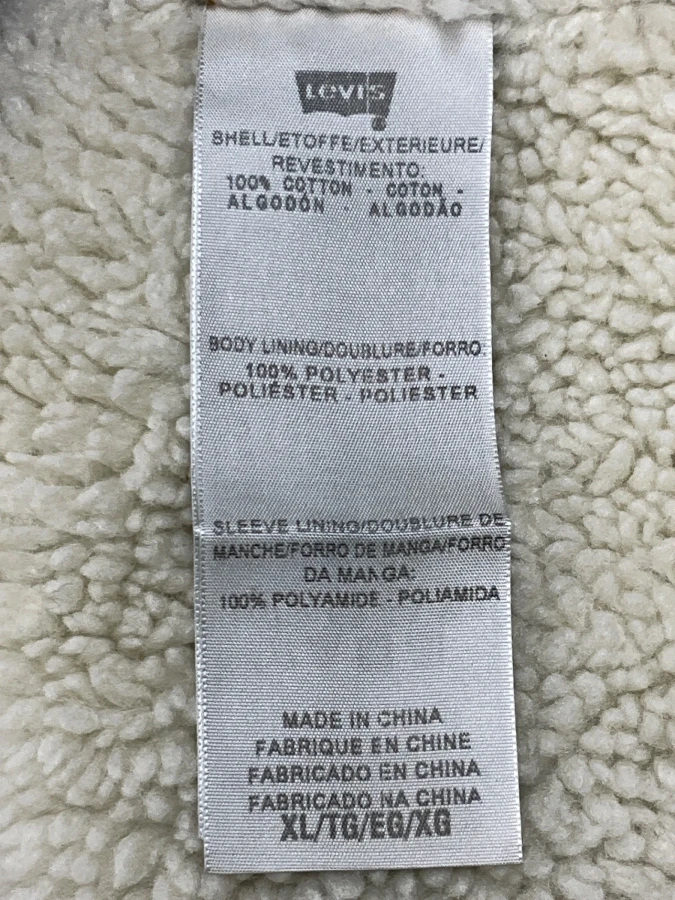 Levi's
SHELL/ETOFFE/EXTERIEURE/
REVESTIMENTO.
100% COTTON - COTON -
ALGODÓN - ALGODÃO
BODY LINING/DOUBLURE/FORRO.
100% POLYESTER -
POLIÉSTER - POLIESTER
SLEEVE LINING/DOUBLURE DE
MANCHE/FORRO DE MANGA/FORRO
DA MANGA:
100% POLYAMIDE - POLIAMIDA
MADE IN CHINA
FABRIQUE EN CHINE
FABRICADO EN CHINA
FABRICADO NA CHINA
XL/TG/EG/XG